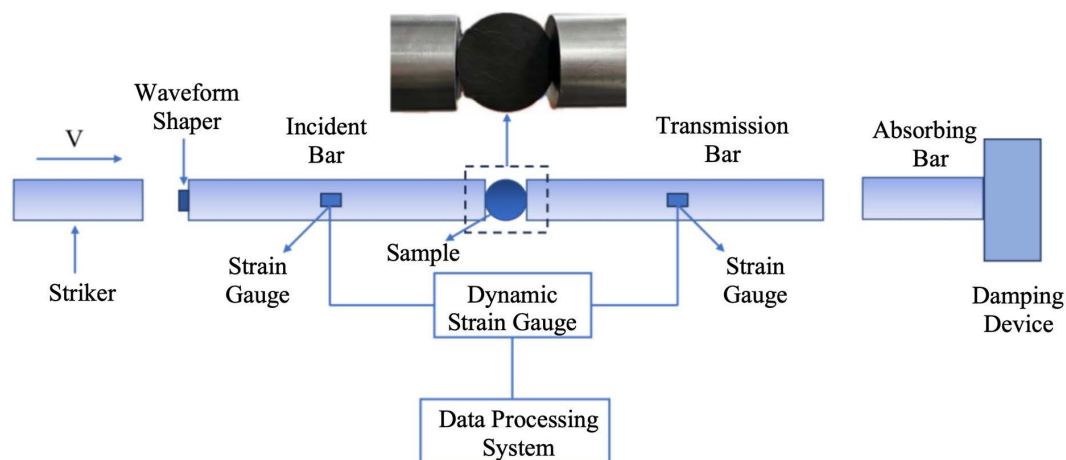 Waveform
Shaper
V
Incident
Bar
Transmission
Bar
Absorbing
Bar
Striker
Strain
Gauge
Sample
Dynamic
Strain Gauge
Strain
Gauge
Damping
Device
Data Processing
System